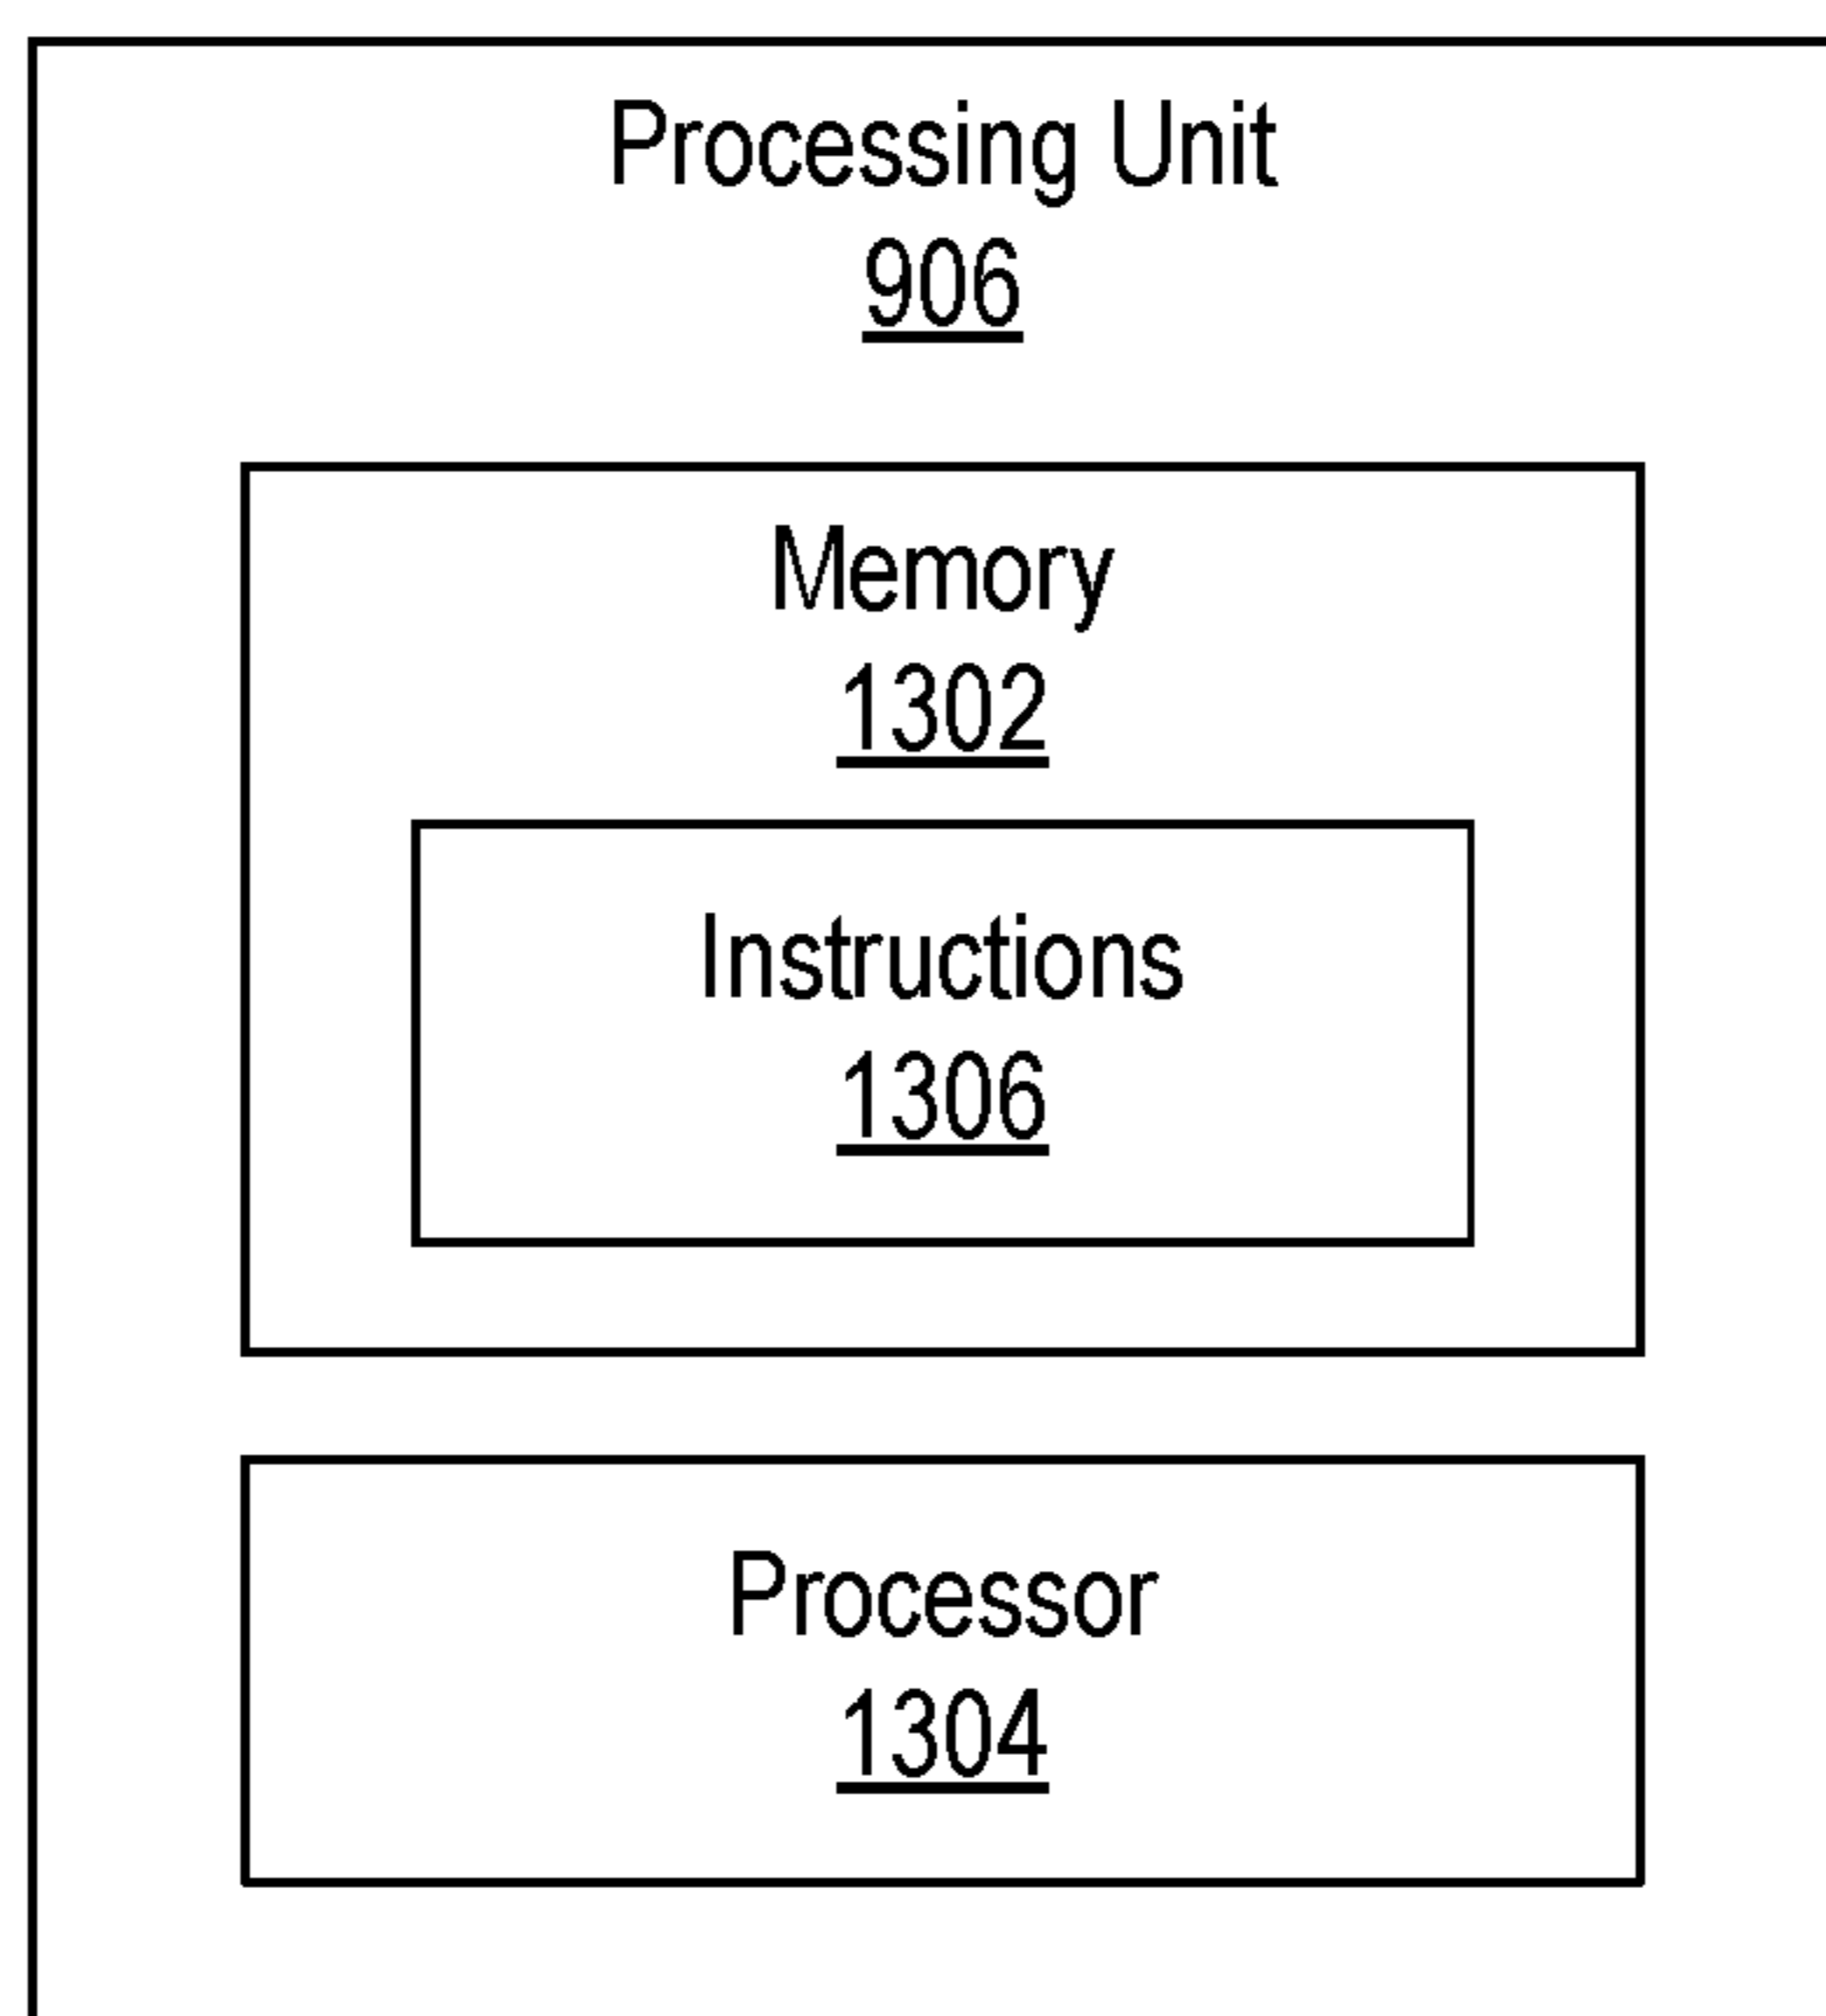 Processing Unit
906
Memory
1302
Instructions
1306
Processor
1304